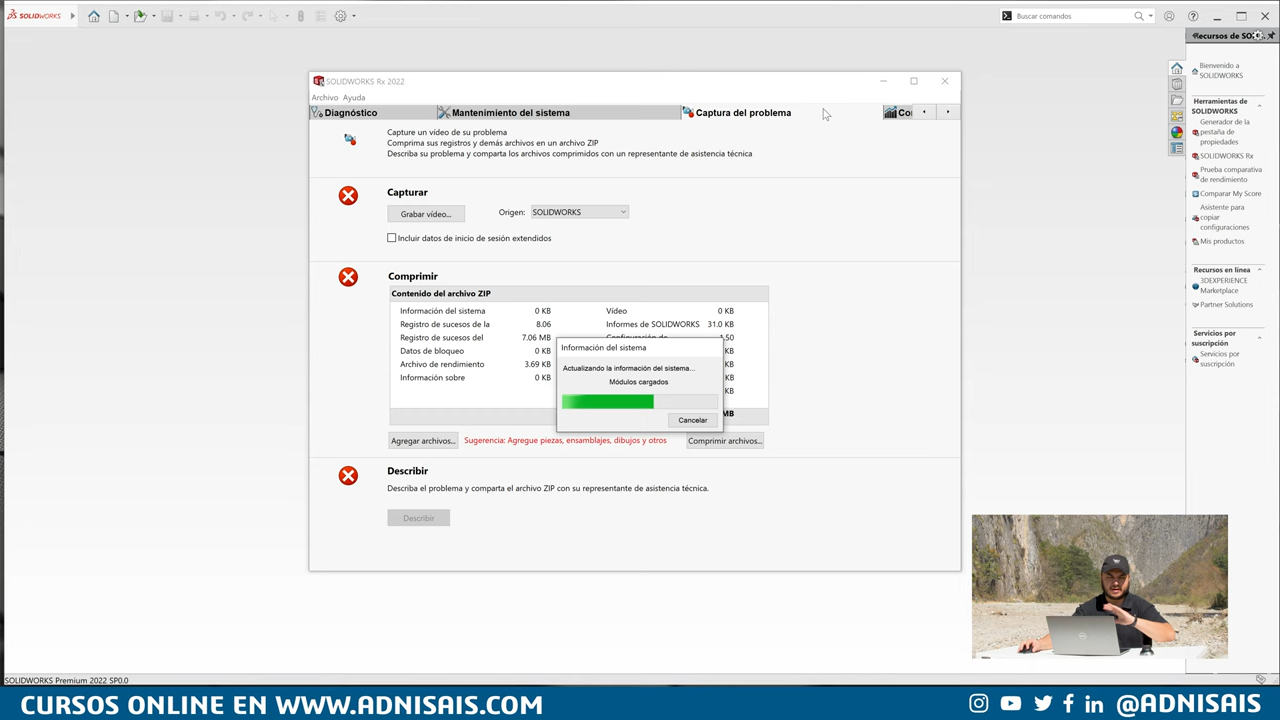 SOLIDWORKS
Buscar comandos
Recursos de SO
SOLIDWORKS Rx 2022
Archivo Ayuda
Diagnóstico
Mantenimiento del sistema
Captura del problema
Co
Capture un vídeo de su problema
Comprima sus registros y demás archivos en un archivo ZIP
Describa su problema y comparta los archivos comprimidos con un representante de asistencia técnica
Capturar
Grabar vídeo...
Origen:
SOLIDWORKS
Incluir datos de inicio de sesión extendidos
Comprimir
Contenido del archivo ZIP
Información del sistema 0 KB
Vídeo 0 KB
Registro de sucesos de la 8.06
Informes de SOLIDWORKS 31.0 KB
Registro de sucesos del 7.06 MB
1.50
Datos de bloqueo 0 KB
KB
Archivo de rendimiento 3.69 KB
KB
Información sobre 0 KB
KB
KB
MB
Información del sistema
Actualizando la información del sistema...
Módulos cargados
Cancelar
Agregar archivos...
Sugerencia: Agregue piezas, ensamblajes, dibujos y otros
Comprimir archivos...
Describir
Describa el problema y comparta el archivo ZIP con su representante de asistencia técnica.
Describir
Bienvenido a
SOLIDWORKS
Herramientas de
SOLIDWORKS
Generador de la
pestaña de
propiedades
SOLIDWORKS Rx
Prueba comparativa
de rendimiento
Comparar My Score
Asistente para
copiar
configuraciones
Mis productos
Recursos en línea
3DEXPERIENCE
Marketplace
Partner Solutions
Servicios por
suscripción
Servicios por
suscripción
SOLIDWORKS Premium 2022 SP0.0
CURSOS ONLINE EN WWW.ADNISAIS.COM
@ADNISAIS